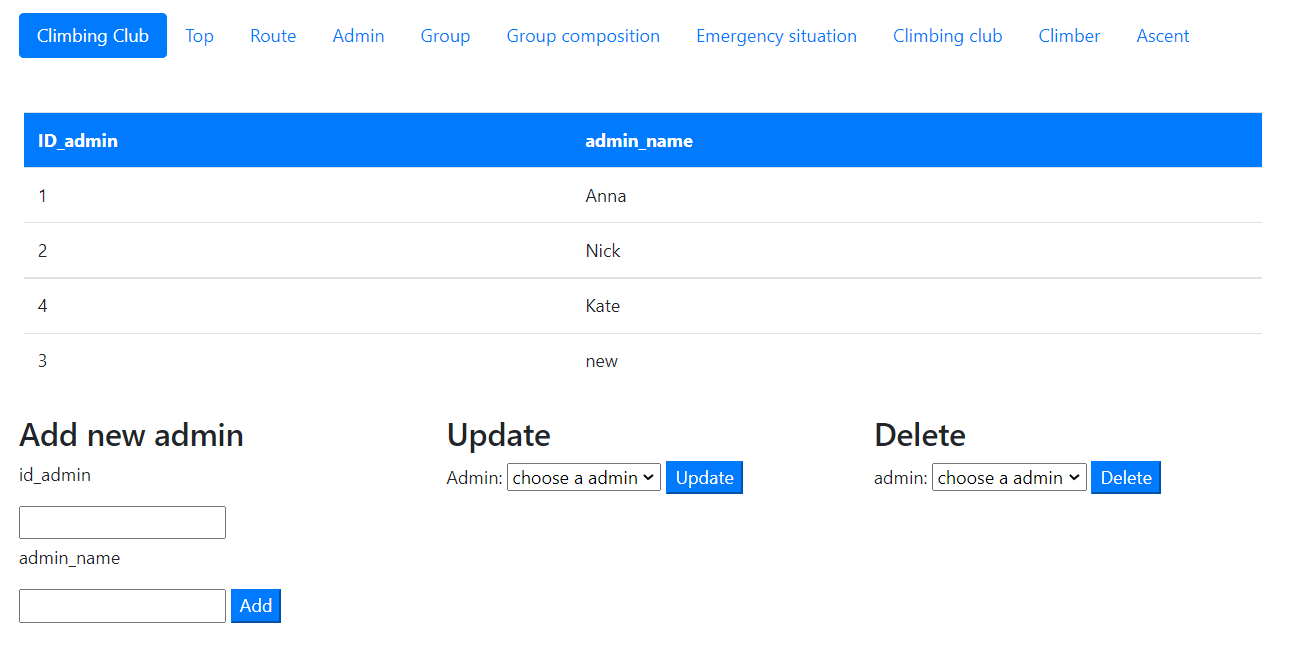 Climbing Club Top Route Admin Group Group composition Emergency situation Climbing club Climber Ascent
ID_admin admin_name
1 Anna
2 Nick
4 Kate
3 new
Add new admin Update Delete
id_admin Admin: choose a admin Update admin: choose a admin Delete
admin_name
Add